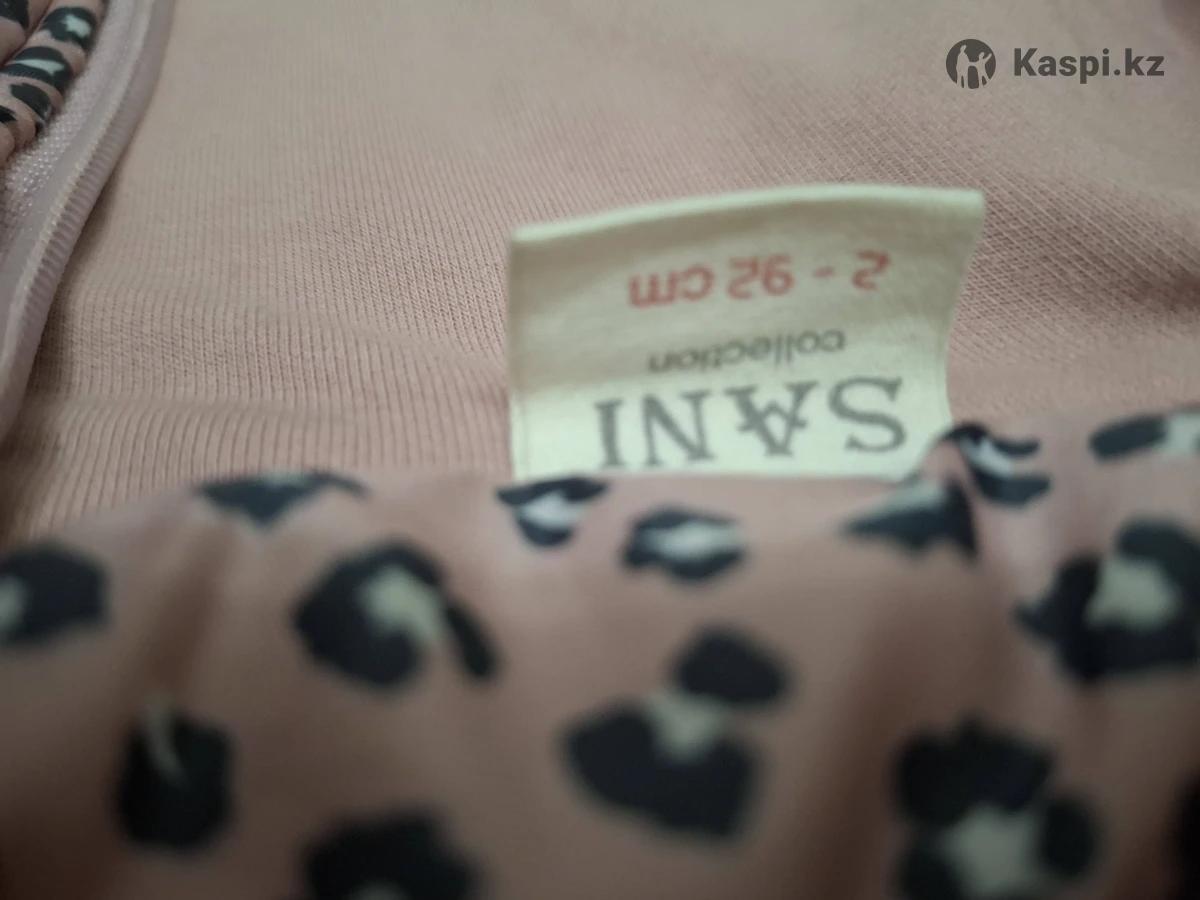 Kaspi.kz
SANI
collection
2 - 92 cm